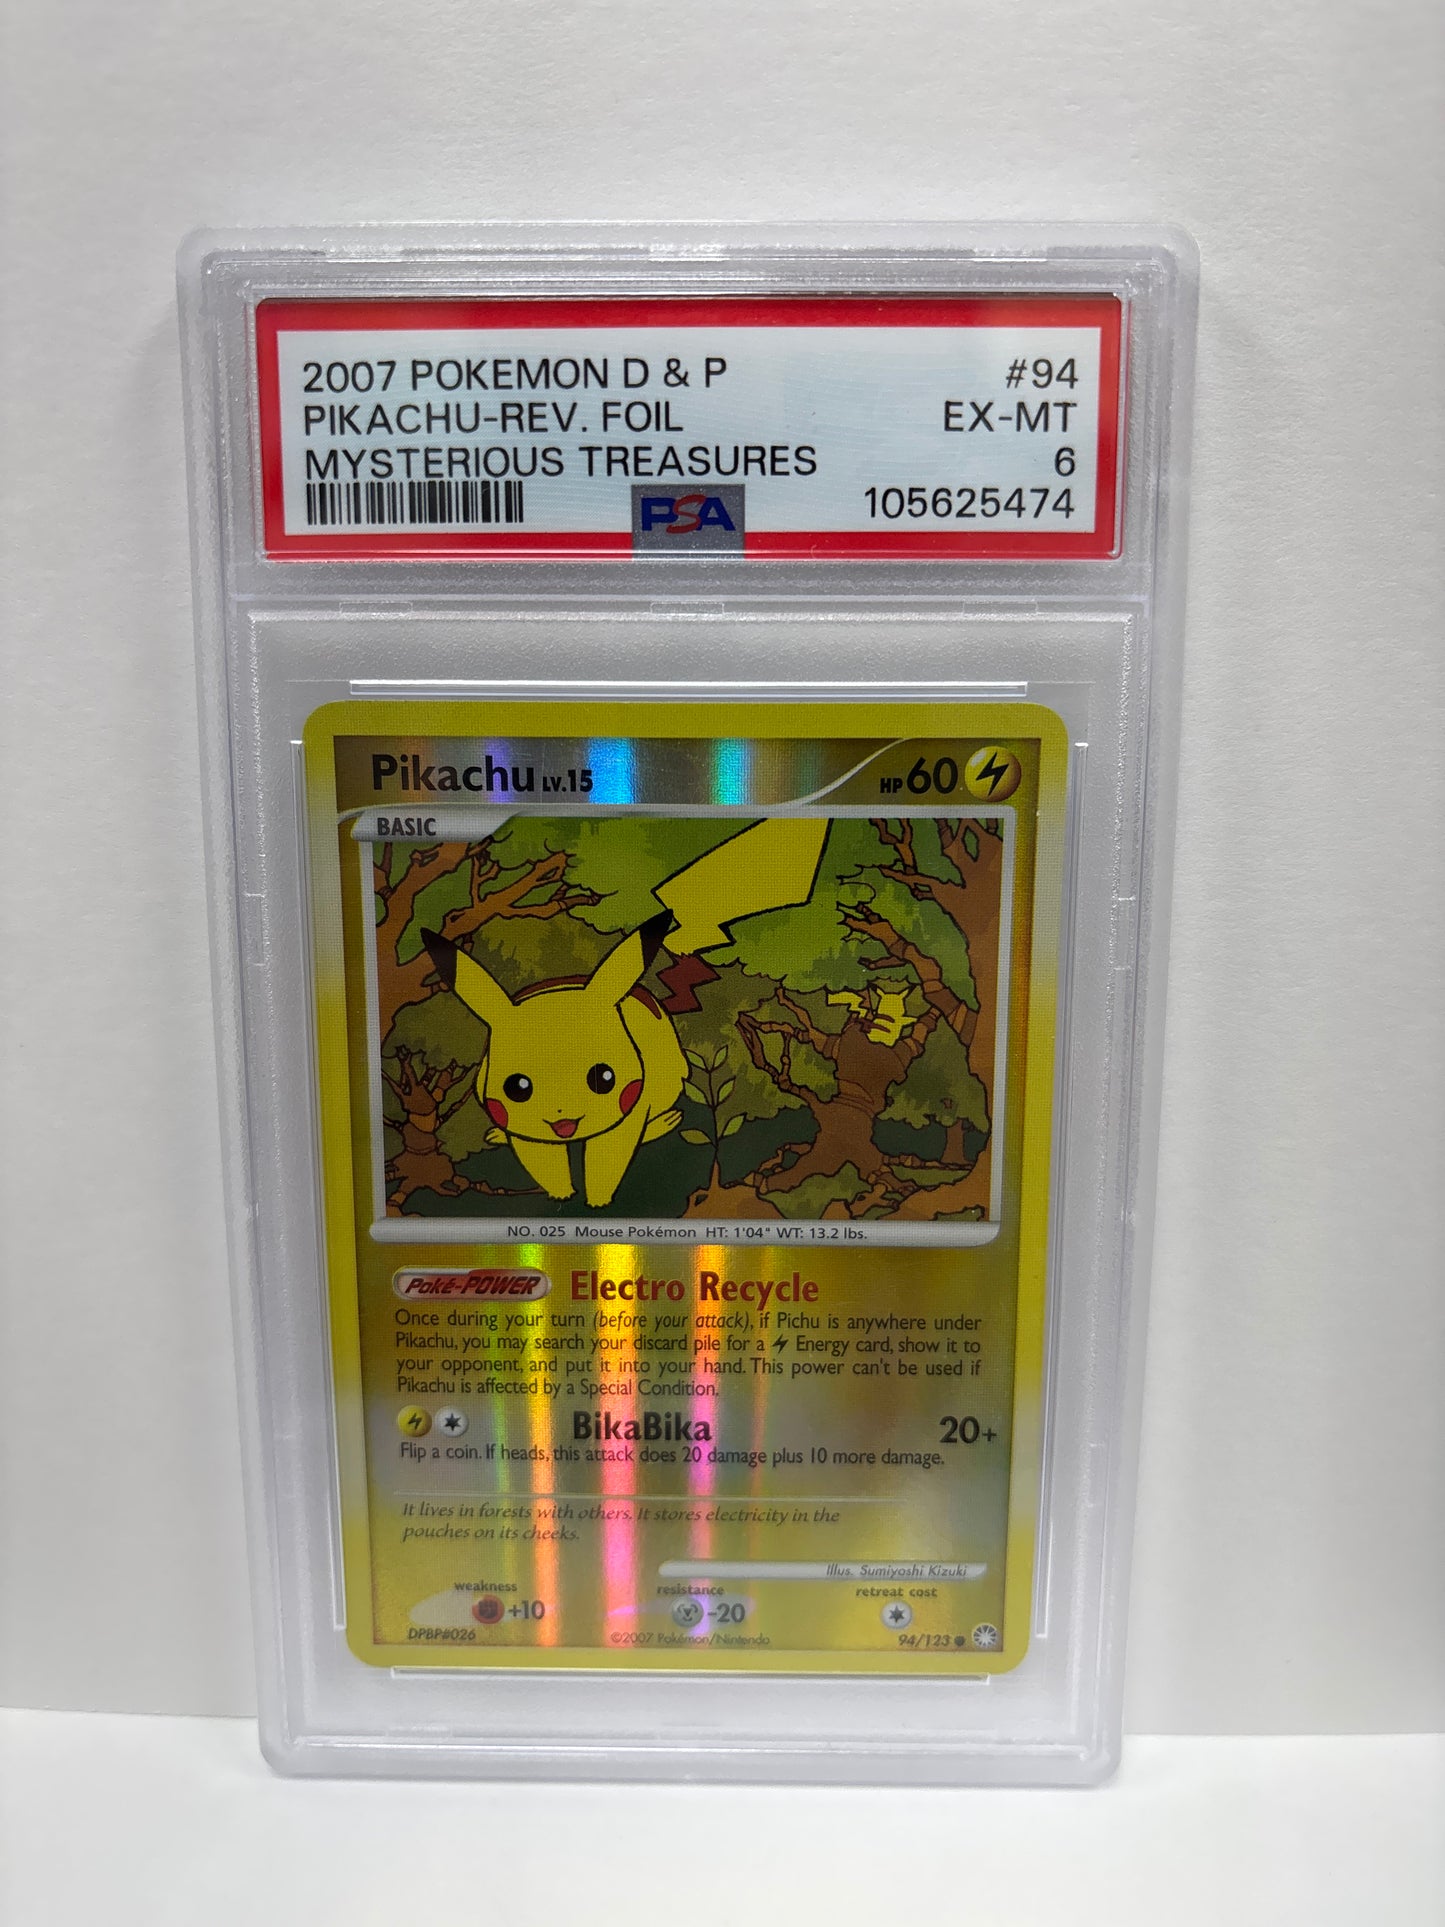 2007 POKEMON D & P #94
PIKACHU-REV. FOIL EX-MT
MYSTERIOUS TREASURES 6
PSA 105625474
Pikachu LV.15 HP 60
BASIC
NO. 025 Mouse Pokémon HT: 1'04" WT: 13.2 lbs.
Poké-POWER Electro Recycle
Once during your turn (before your attack), if Pichu is anywhere under
Pikachu, you may search your discard pile for a Energy card, show it to
your opponent, and put it into your hand. This power can't be used if
Pikachu is affected by a Special Condition.
BikaBika 20+
Flip a coin. If heads, this attack does 20 damage plus 10 more damage.
It lives in forests with others. It stores electricity in the
pouches on its cheeks.
Illus. Sumiyoshi Kizuki
weakness resistance retreat cost
+10 -20
DPBP#026 ©2007 Pokémon/Nintendo 94/123